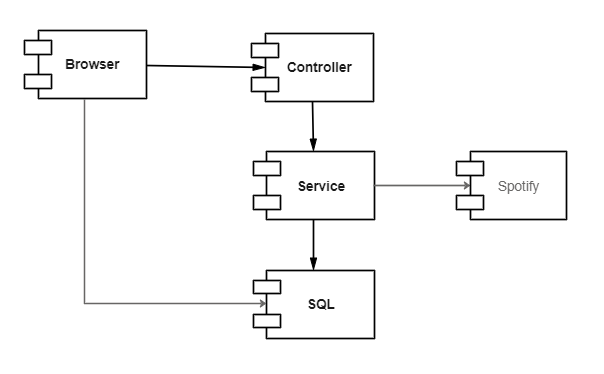 Browser
Controller
Service
Spotify
SQL